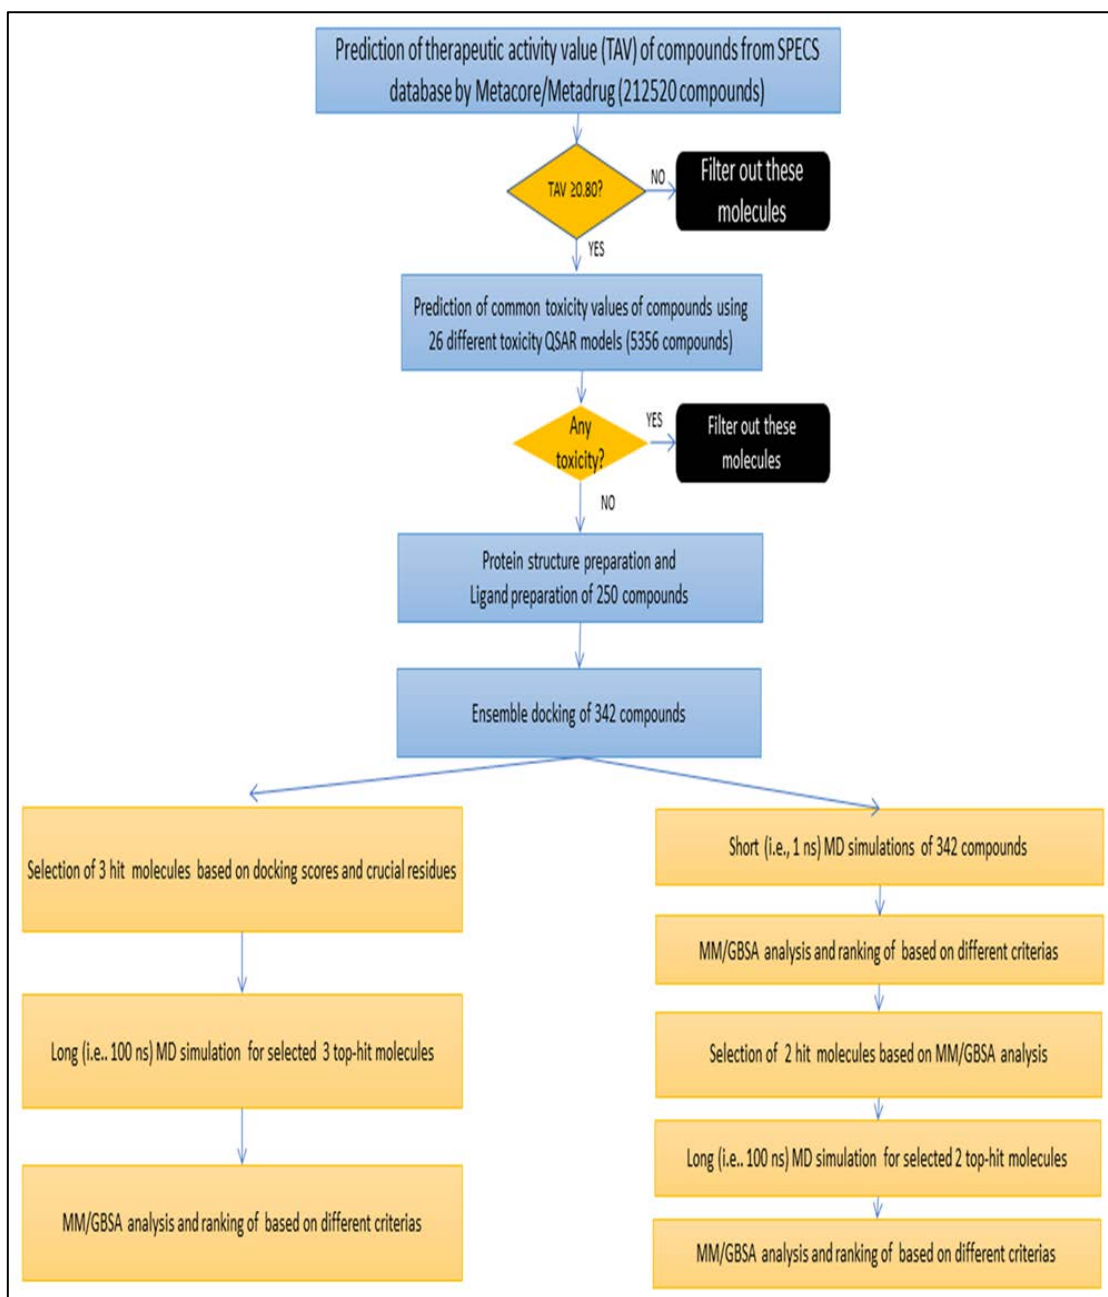 Prediction of therapeutic activity value (TAV) of compounds from SPECS
database by Metacore/Metadrug (212520 compounds)
TAV ≥0.80?
NO
Filter out these
molecules
YES
Prediction of common toxicity values of compounds using
26 different toxicity QSAR models (5356 compounds)
Any
toxicity?
YES
Filter out these
molecules
NO
Protein structure preparation and
Ligand preparation of 250 compounds
Ensemble docking of 342 compounds
Selection of 3 hit molecules based on docking scores and crucial residues
Long (i.e.. 100 ns) MD simulation for selected 3 top-hit molecules
MM/GBSA analysis and ranking of based on different criterias
Short (i.e., 1 ns) MD simulations of 342 compounds
MM/GBSA analysis and ranking of based on different criterias
Selection of 2 hit molecules based on MM/GBSA analysis
Long (i.e.. 100 ns) MD simulation for selected 2 top-hit molecules
MM/GBSA analysis and ranking of based on different criterias